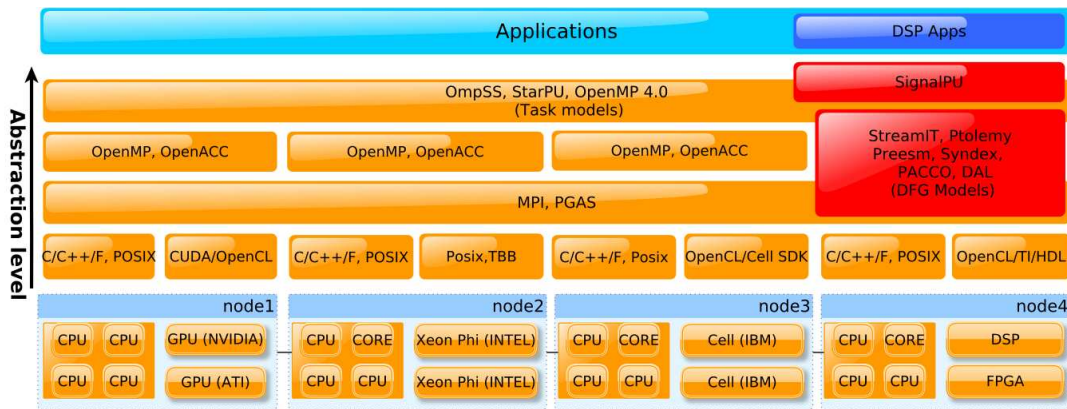 Applications
DSP Apps
Abstraction level
SignalPU
OmpSS, StarPU, OpenMP 4.0
(Task models)
OpenMP, OpenACC
OpenMP, OpenACC
OpenMP, OpenACC
StreamIT, Ptolemy
Preesm, Syndex,
PACCO, DAL
(DFG Models)
MPI, PGAS
C/C++/F, POSIX
CUDA/OpenCL
C/C++/F, POSIX
Posix,TBB
C/C++/F, Posix
OpenCL/Cell SDK
C/C++/F, POSIX
OpenCL/TI/HDL
node1
node2
node3
node4
CPU CPU
GPU (NVIDIA)
CPU CORE
Xeon Phi (INTEL)
CPU CORE
Cell (IBM)
CPU CORE
DSP
CPU CPU
GPU (ATI)
CPU CPU
Xeon Phi (INTEL)
CPU CPU
Cell (IBM)
CPU CPU
FPGA